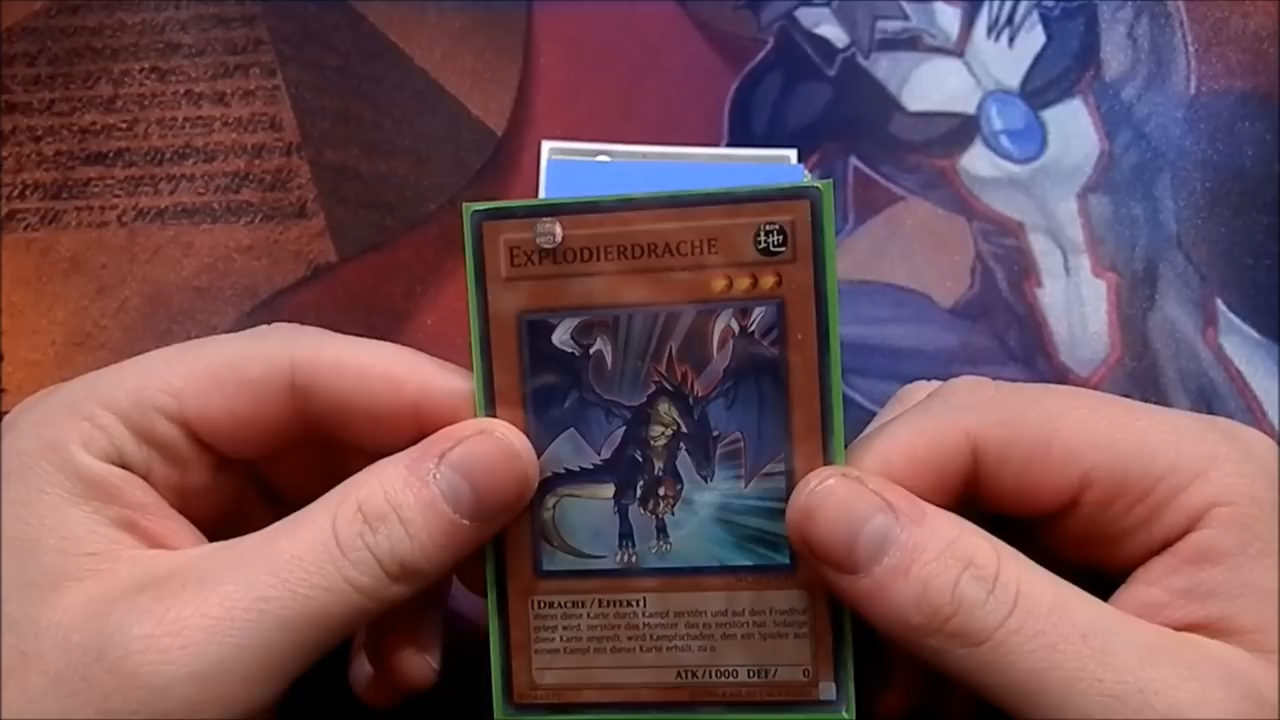 EXPLODIERDRACHE
地
[DRACHE/EFFEKT]
Wenn diese Karte durch Kampf zerstört und auf den Friedhof
gelegt wird, zerstöre das Monster, das es zerstört hat. Solange
diese Karte angreift, wird Kampfschaden, den ein Spieler aus
einem Kampf mit dieser Karte erhält, zu 0.
ATK/1000 DEF/ 0